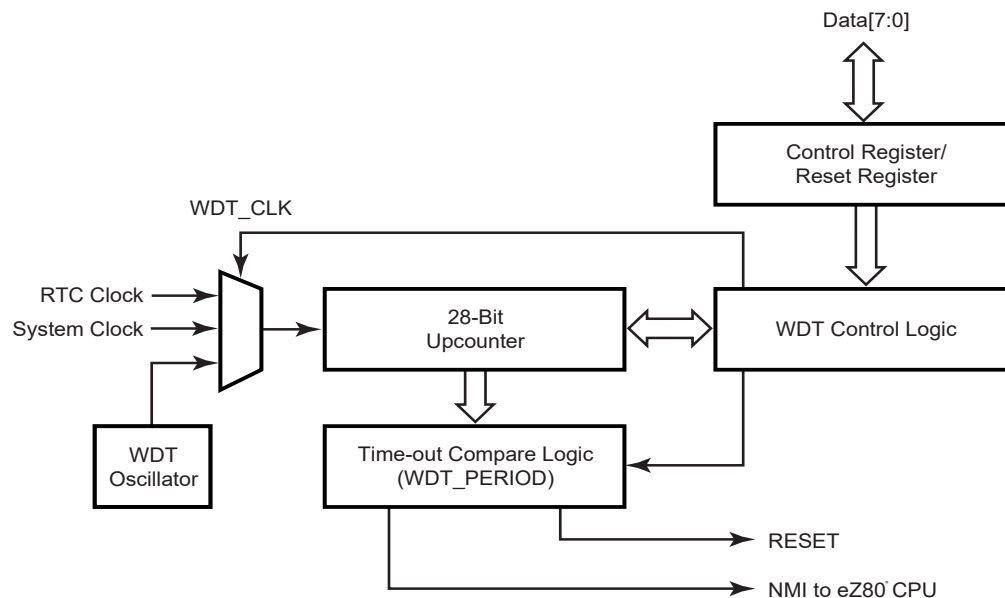 Data[7:0]
Control Register/
Reset Register
WDT_CLK
RTC Clock
System Clock
28-Bit
Upcounter
WDT Control Logic
WDT
Oscillator
Time-out Compare Logic
(WDT_PERIOD)
RESET
NMI to eZ80 CPU